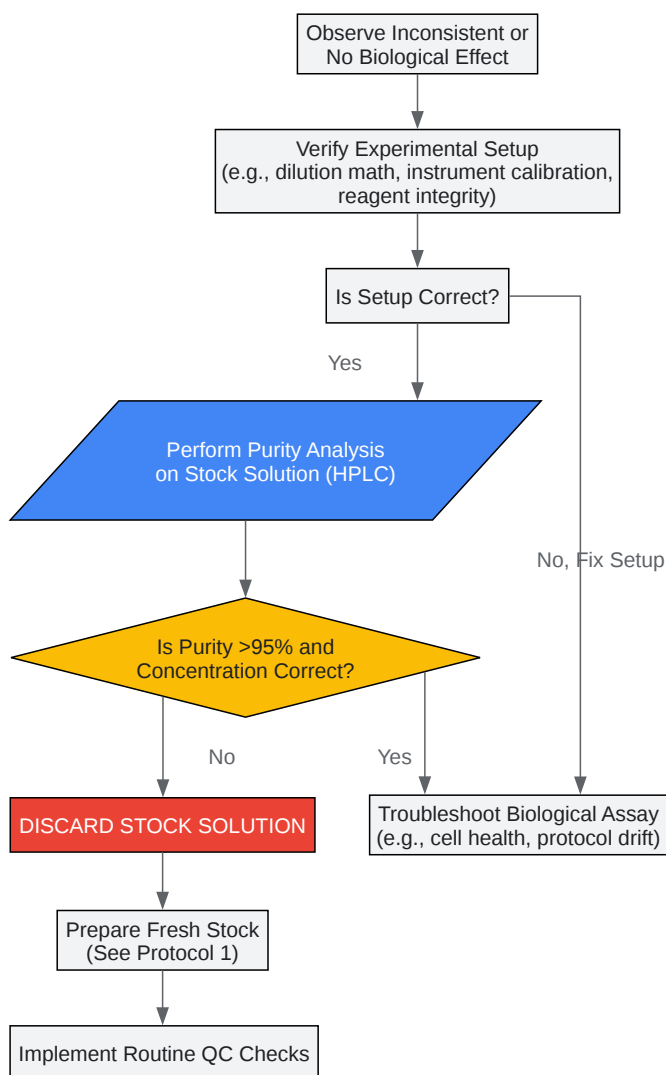 Observe Inconsistent or
No Biological Effect
Verify Experimental Setup
(e.g., dilution math, instrument calibration,
reagent integrity)
Is Setup Correct?
Yes
Perform Purity Analysis
on Stock Solution (HPLC)
No, Fix Setup
Is Purity >95% and
Concentration Correct?
No
Yes
DISCARD STOCK SOLUTION
Troubleshoot Biological Assay
(e.g., cell health, protocol drift)
Prepare Fresh Stock
(See Protocol 1)
Implement Routine QC Checks